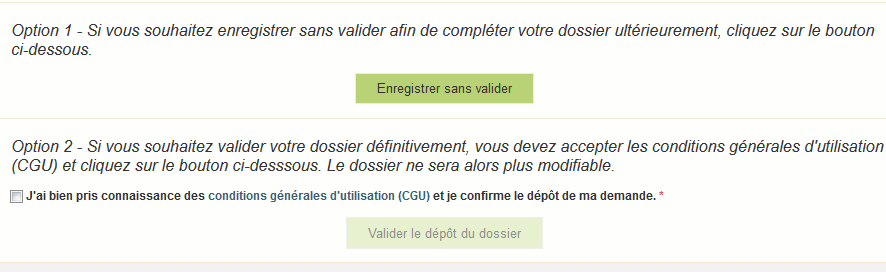 Option 1 - Si vous souhaitez enregistrer sans valider afin de compléter votre dossier ultérieurement, cliquez sur le bouton
ci-dessous.
Enregistrer sans valider
Option 2 - Si vous souhaitez valider votre dossier définitivement, vous devez accepter les conditions générales d'utilisation
(CGU) et cliquez sur le bouton ci-desssous. Le dossier ne sera alors plus modifiable.
J'ai bien pris connaissance des conditions générales d'utilisation (CGU) et je confirme le dépôt de ma demande. *
Valider le dépôt du dossier